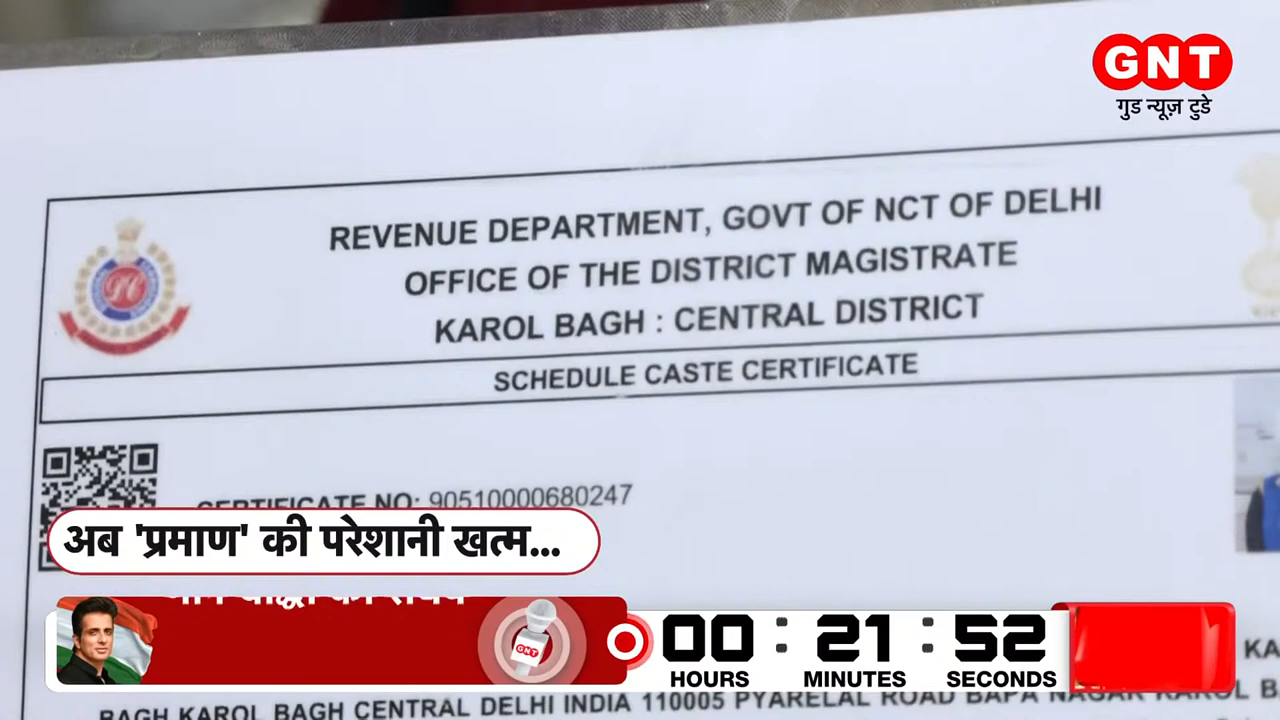 GNT
गुड न्यूज़ टुडे
REVENUE DEPARTMENT, GOVT OF NCT OF DELHI
OFFICE OF THE DISTRICT MAGISTRATE
KAROL BAGH : CENTRAL DISTRICT
SCHEDULE CASTE CERTIFICATE
CERTIFICATE NO: 90510000680247
अब 'प्रमाण' की परेशानी खत्म...
GNT
00 : 21 : 52
HOURS MINUTES SECONDS
KA
BAGH KAROL BAGH CENTRAL DELHI INDIA 110005 PYARELAL ROAD BAPA NAGAR KAROL B